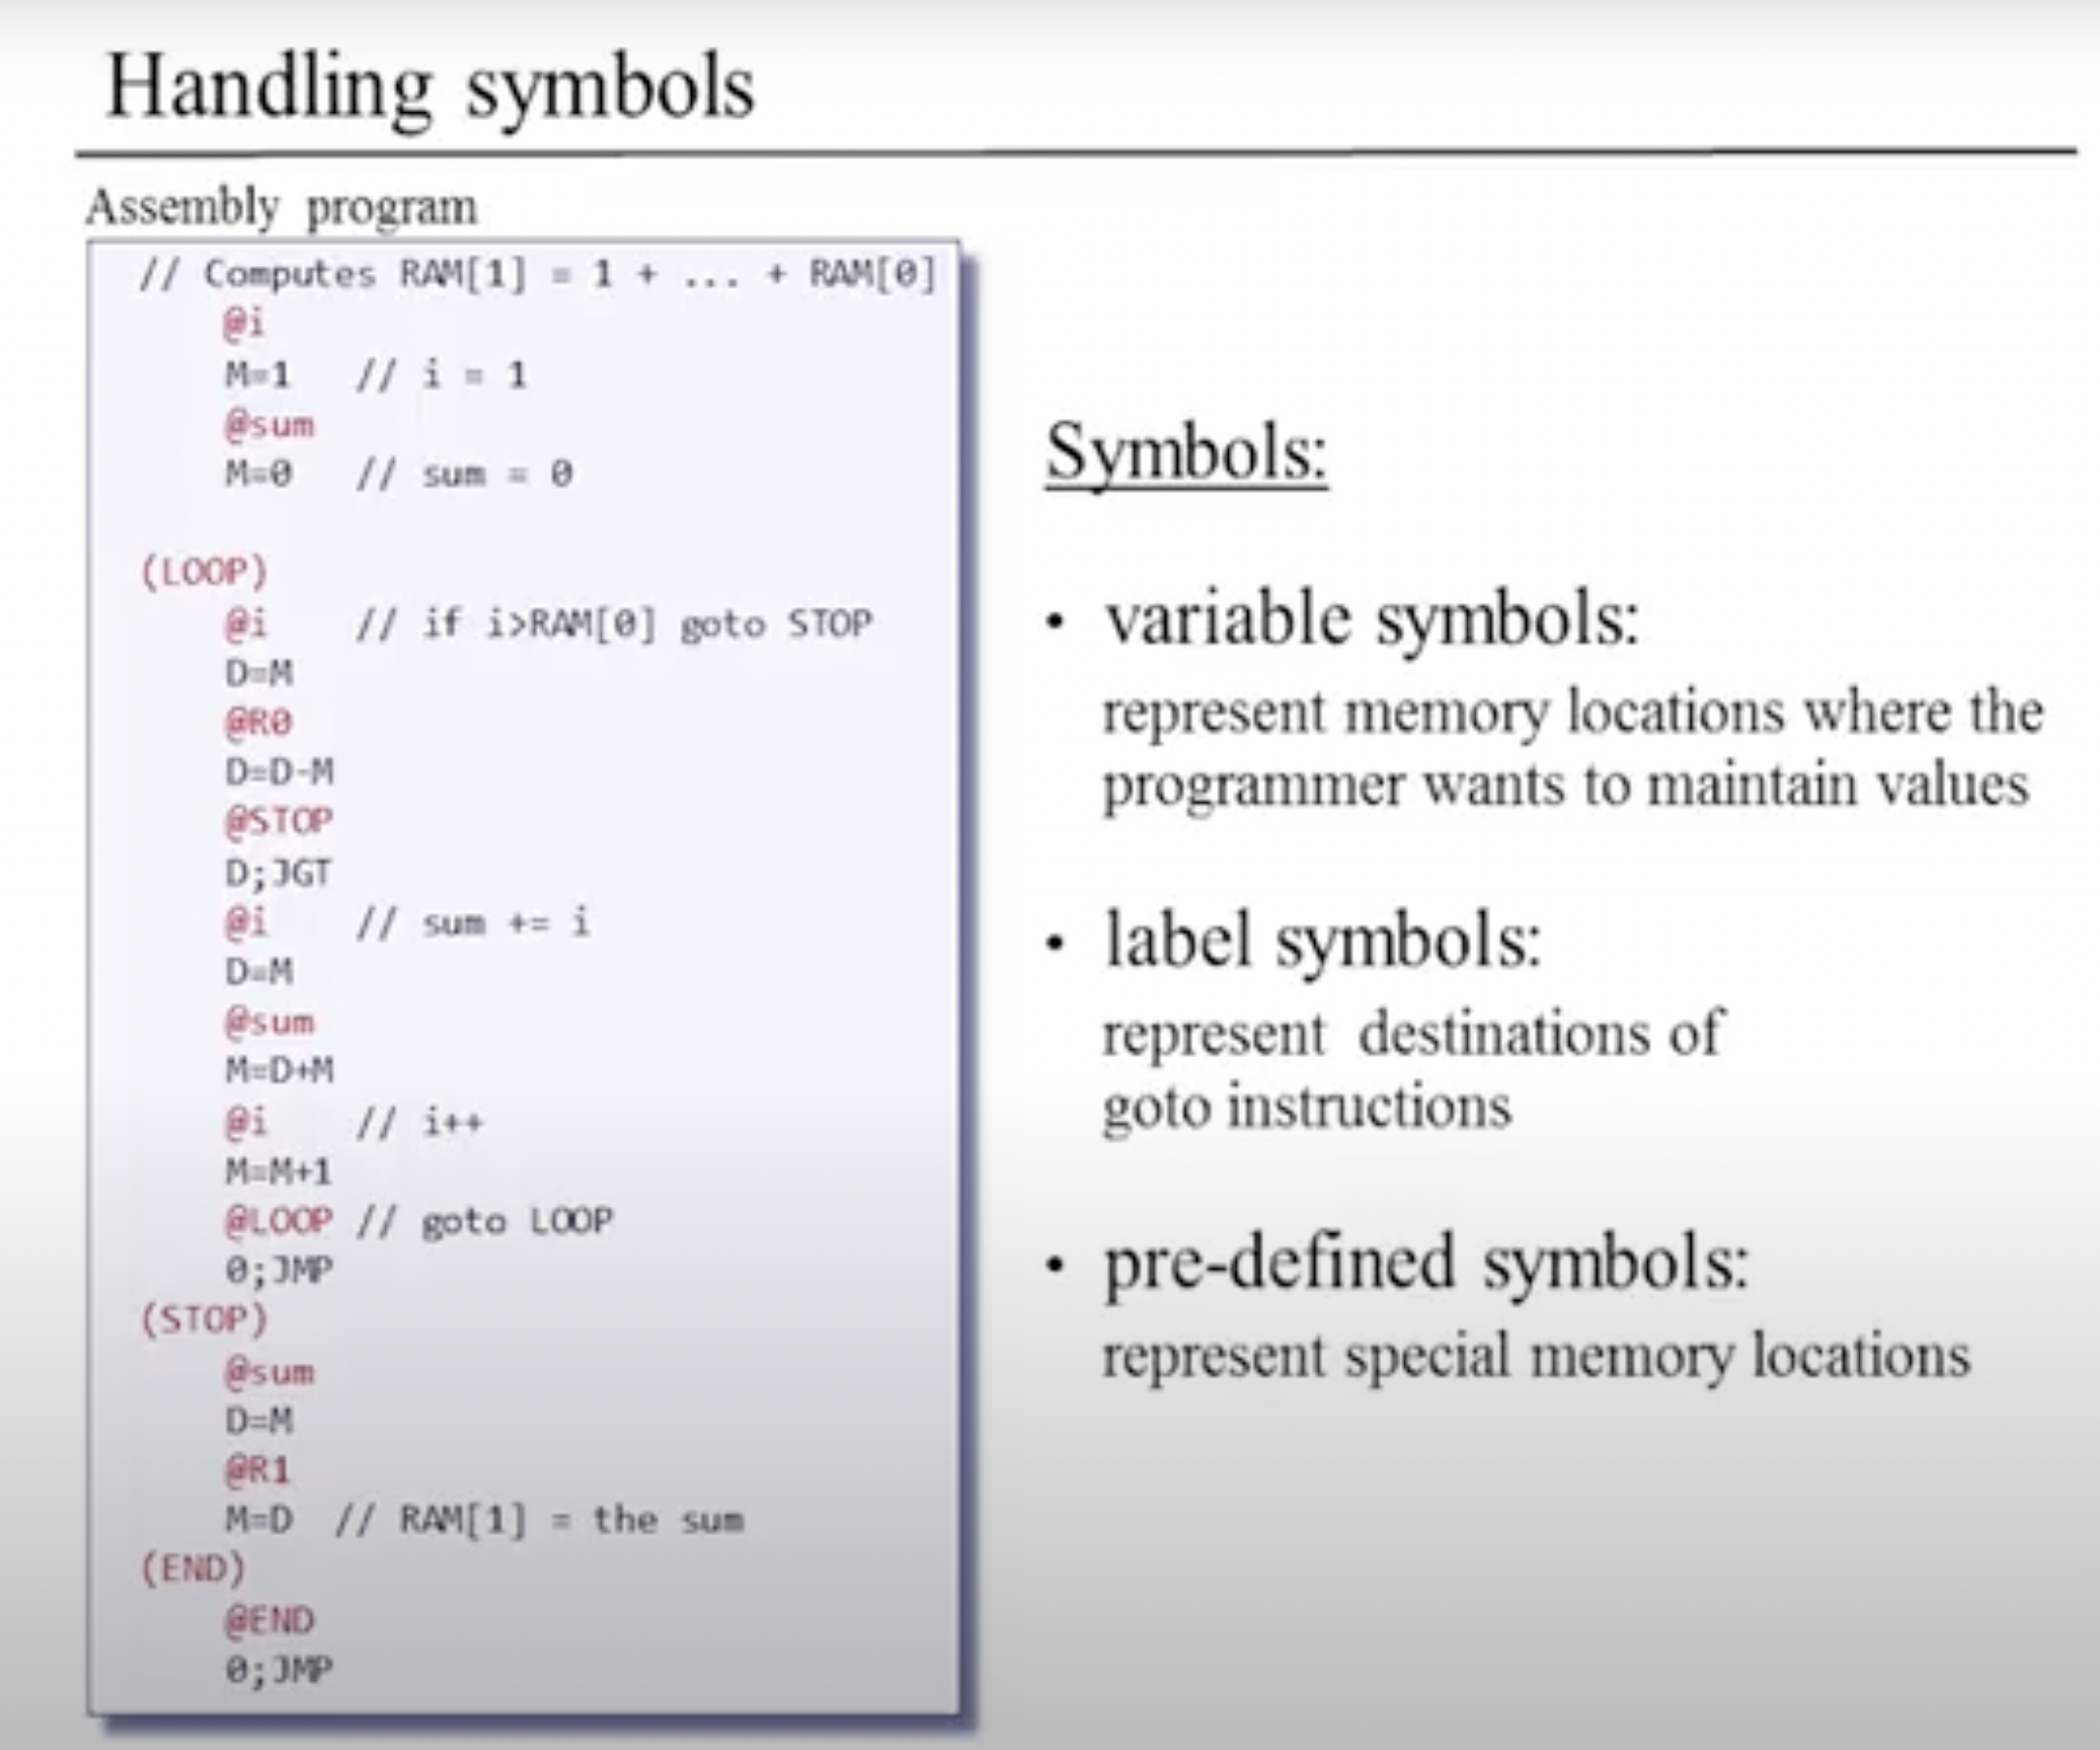 Handling symbols
Assembly program
// Computes RAM[1] = 1 + ... + RAM[0]
@i
M=1 // i = 1
@sum
M=0 // sum = 0
(LOOP)
@i // if i>RAM[0] goto STOP
D=M
@R0
D=D-M
@STOP
D;JGT
@i // sum += i
D=M
@sum
M=D+M
@i // i++
M=M+1
@LOOP // goto LOOP
0;JMP
(STOP)
@sum
D=M
@R1
M=D // RAM[1] = the sum
(END)
@END
0;JMP
Symbols:
• variable symbols:
represent memory locations where the
programmer wants to maintain values
• label symbols:
represent destinations of
goto instructions
• pre-defined symbols:
represent special memory locations